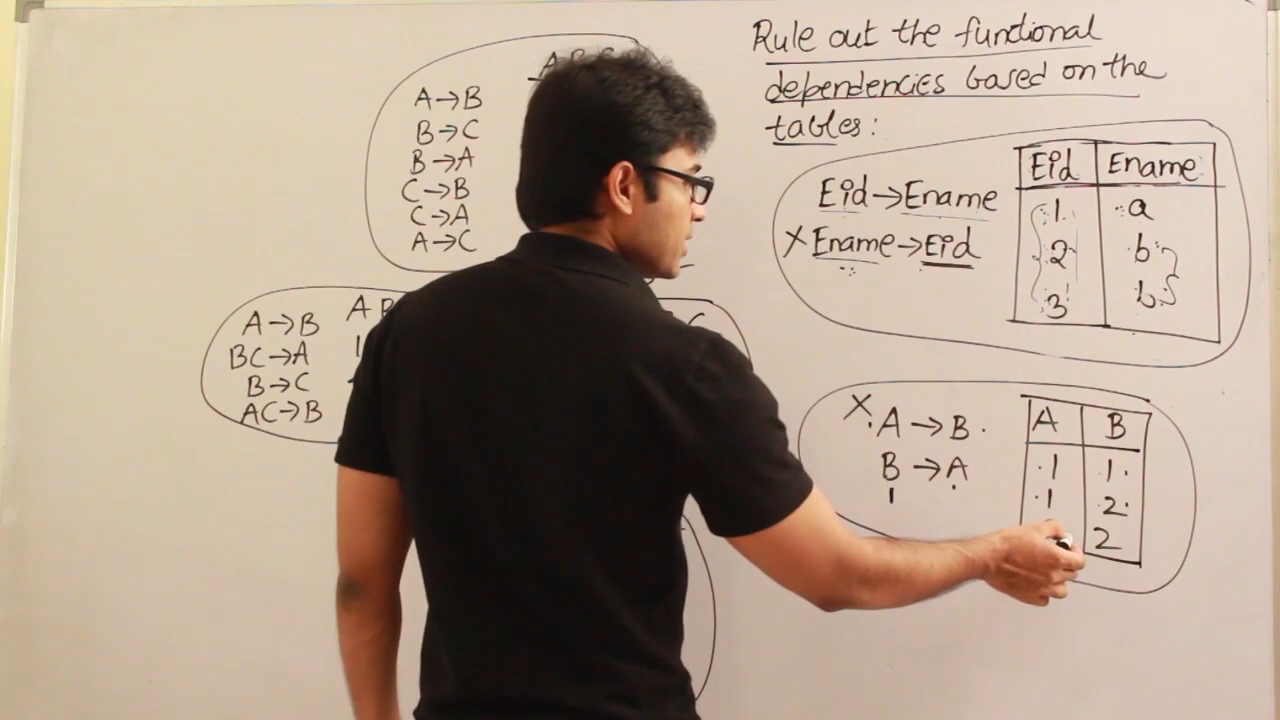 Rule out the functional
dependencies based on the
tables:
Eid→Ename
X Ename→Eid
Eid Ename
1 a
2 b
3 b
X A→B
B→A
A B
1 1
1 2
2
A→B
B→C
B→A
C→B
C→A
A→C
A→B
BC→A
B→C
AC→B
A
1
C